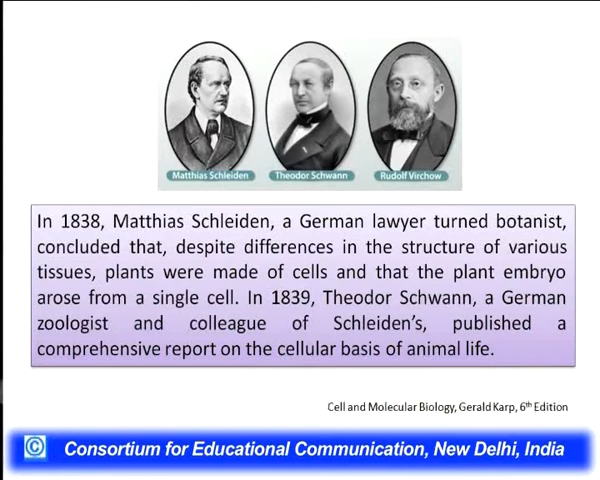 Matthias Schleiden
Theodor Schwann
Rudolf Virchow
In 1838, Matthias Schleiden, a German lawyer turned botanist,
concluded that, despite differences in the structure of various
tissues, plants were made of cells and that the plant embryo
arose from a single cell. In 1839, Theodor Schwann, a German
zoologist and colleague of Schleiden's, published a
comprehensive report on the cellular basis of animal life.
Cell and Molecular Biology, Gerald Karp, 6th Edition
© Consortium for Educational Communication, New Delhi, India